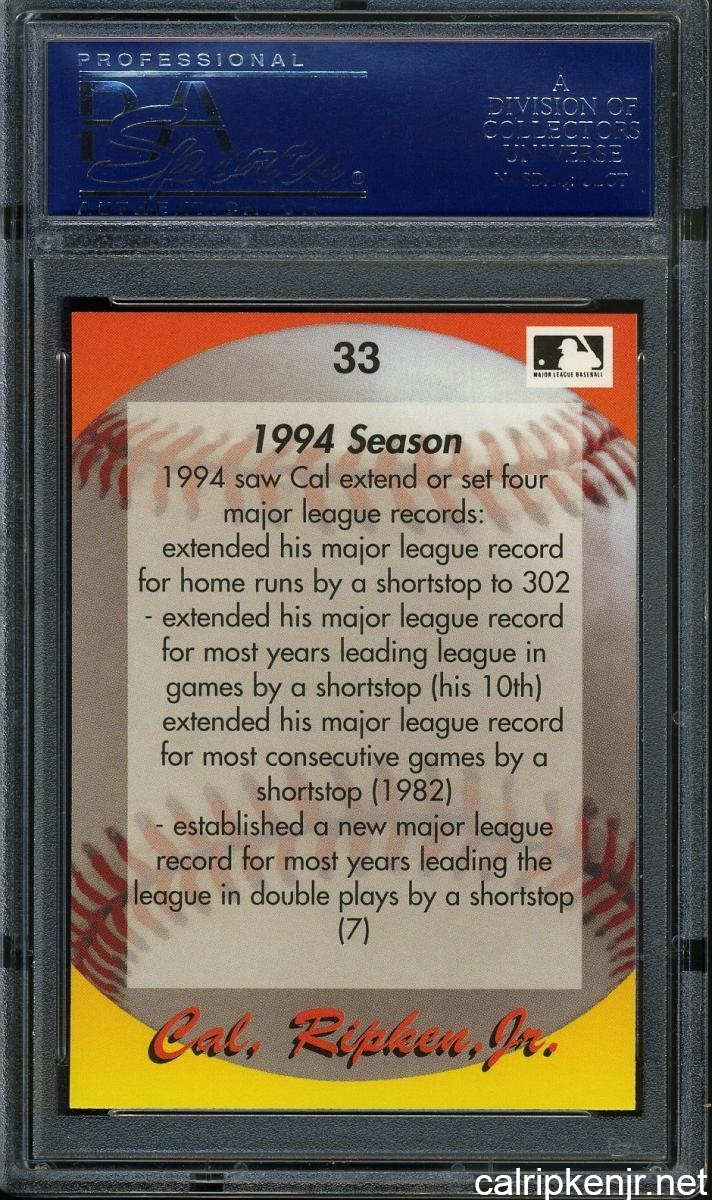 PROFESSIONAL
PSA
A
DIVISION OF
COLLECTORS
UNIVERSE
Sports ®
33
MAJOR LEAGUE BASEBALL
1994 Season
1994 saw Cal extend or set four
major league records:
extended his major league record
for home runs by a shortstop to 302
- extended his major league record
for most years leading league in
games by a shortstop (his 10th)
extended his major league record
for most consecutive games by a
shortstop (1982)
- established a new major league
record for most years leading the
league in double plays by a shortstop
(7)
Cal, Ripken, Jr.
calripkenjr.net